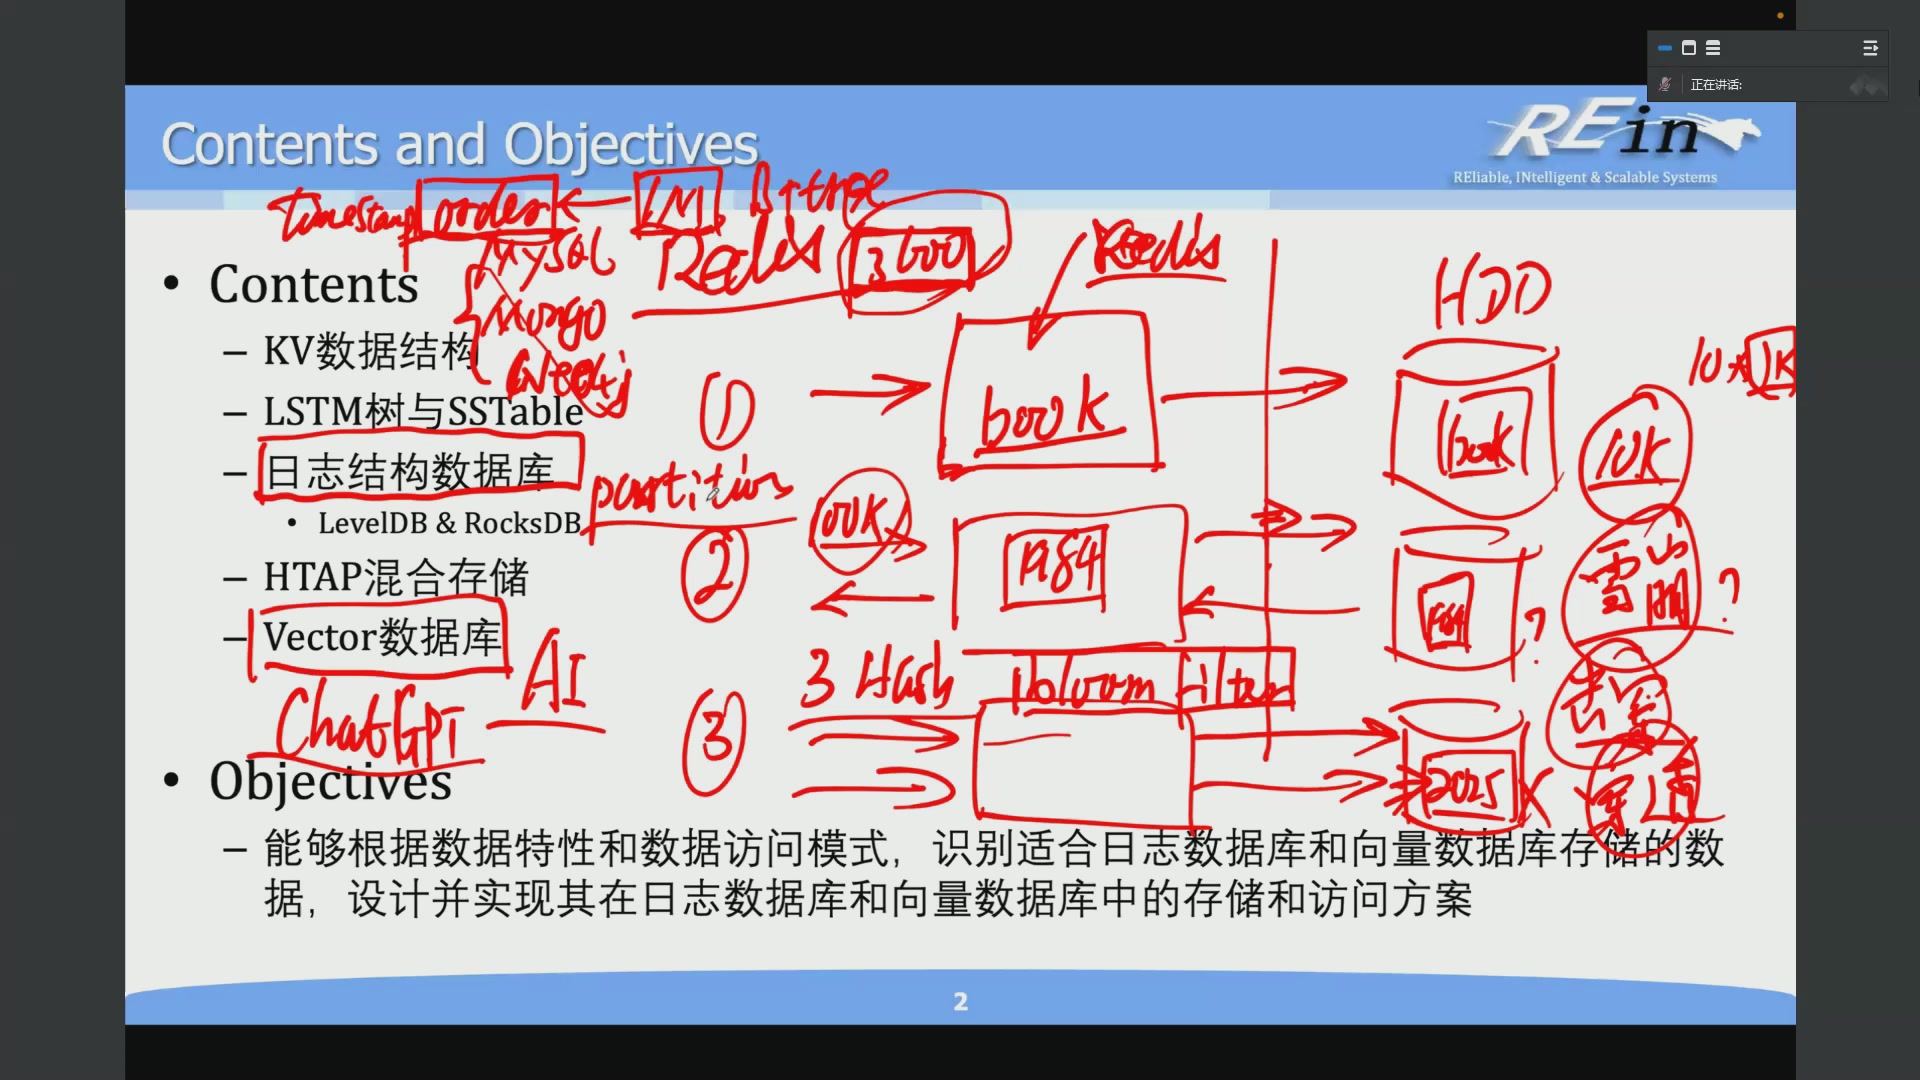 正在讲话:
Contents and Objectives
REin
REliable, INtelligent & Scalable Systems
timestamp order 1M B+tree
MySQL Redis 3600 Redis
HDD
• Contents
Mongo
– KV数据结构
Neo4j
10 * 1K
– LSTM树与SSTable
① book book 10K
– 日志结构数据库
partition
• LevelDB & RocksDB
② 100K 1984 1984 ? 雪崩 ?
– HTAP混合存储
– Vector数据库
AI
3 Hash bloom Filter
ChatGPT
③ 2025 穿透
• Objectives
– 能够根据数据特性和数据访问模式，识别适合日志数据库和向量数据库存储的数
据，设计并实现其在日志数据库和向量数据库中的存储和访问方案
2